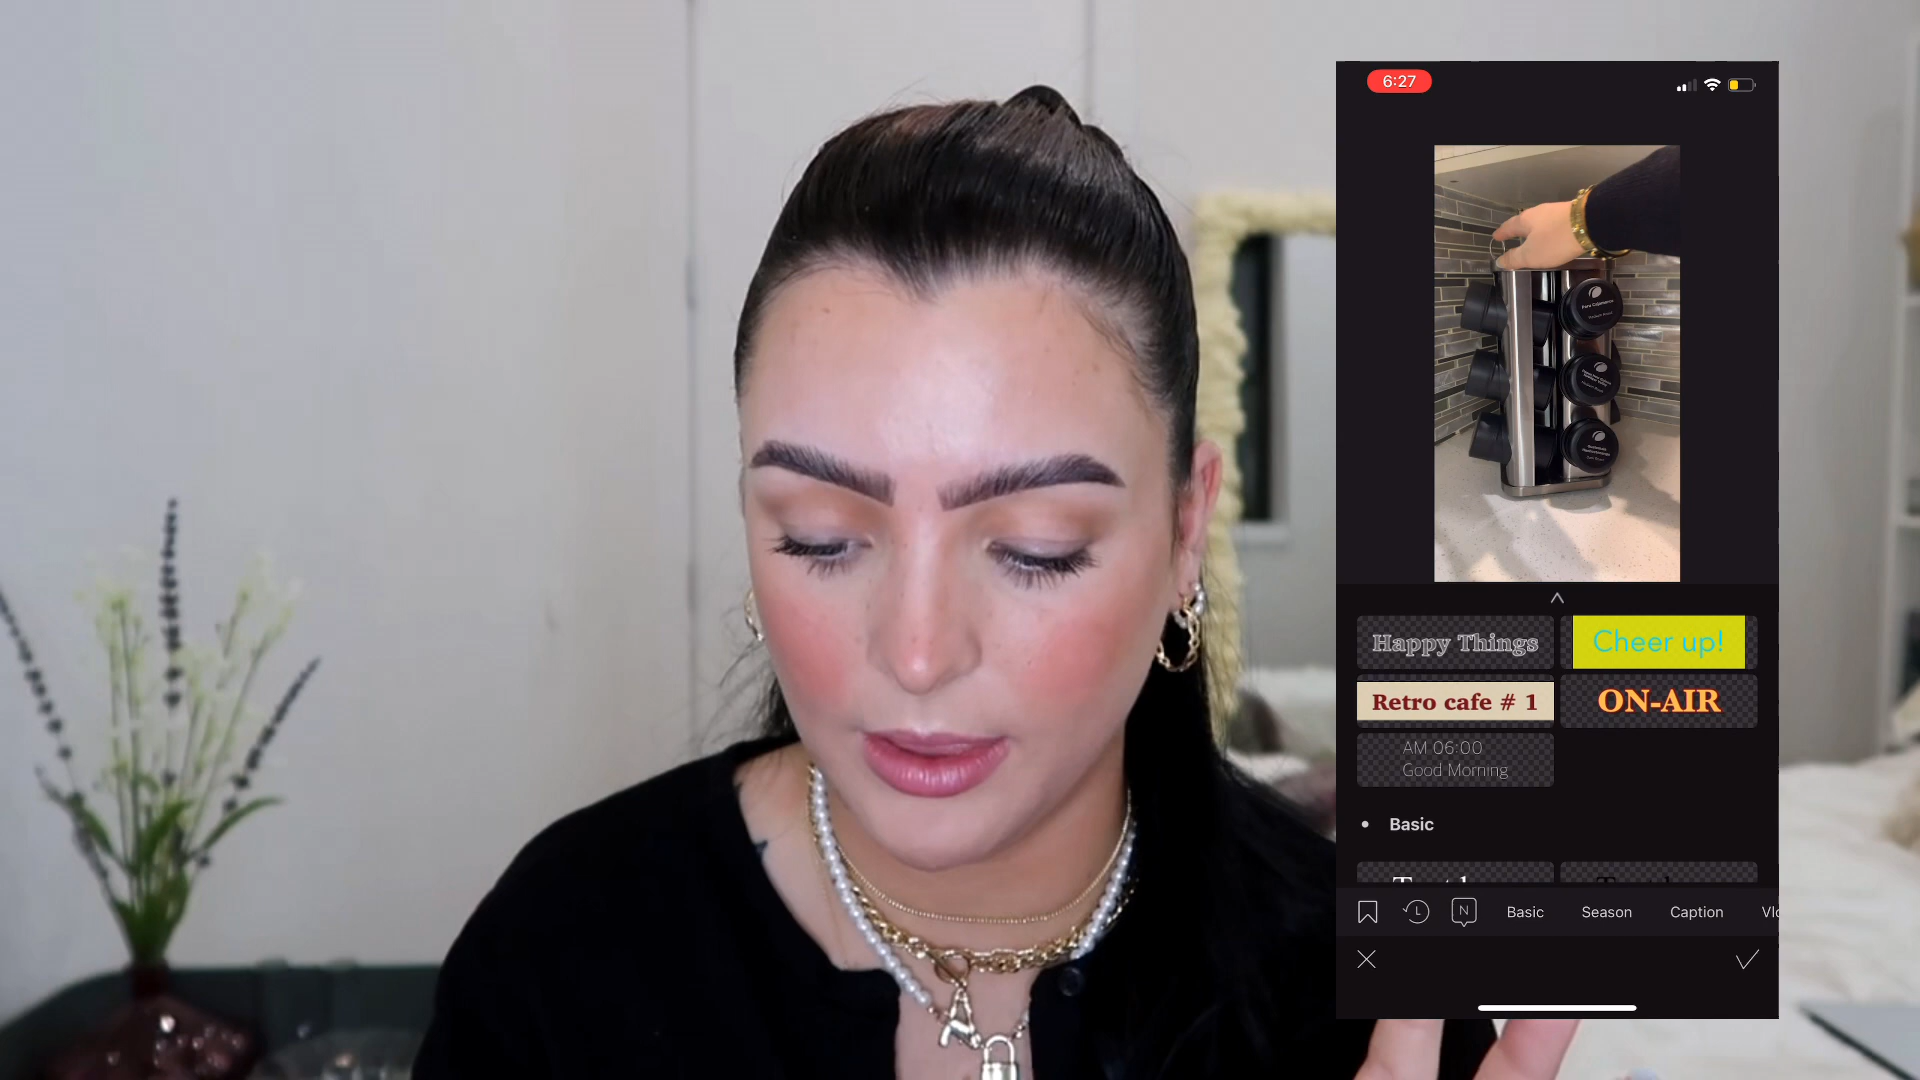 6:27
Happy Things
Cheer up!
Retro cafe # 1
ON-AIR
AM 06:00
Good Morning
Basic
N
Basic
Season
Caption
L
A